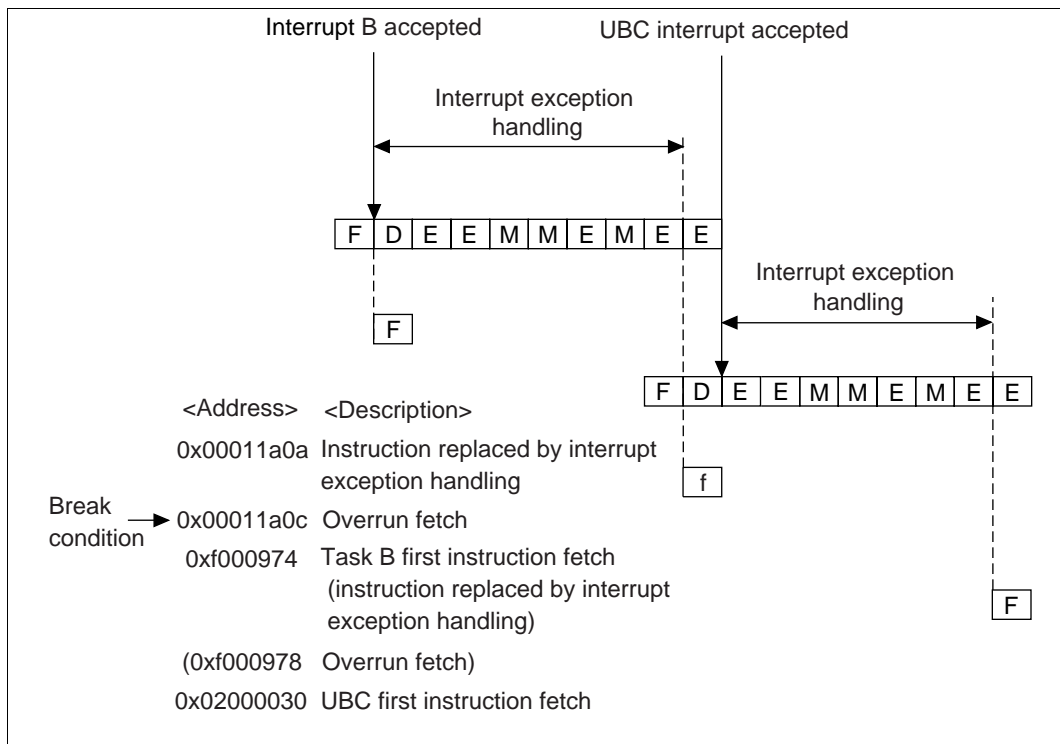 Interrupt B accepted
UBC interrupt accepted
Interrupt exception
handling
F D E E M M E M E E
Interrupt exception
handling
F
F D E E M M E M E E
<Address> <Description>
0x00011a0a Instruction replaced by interrupt
exception handling
f
Break
condition
0x00011a0c Overrun fetch
0xf000974 Task B first instruction fetch
(instruction replaced by interrupt
exception handling)
F
(0xf000978 Overrun fetch)
0x02000030 UBC first instruction fetch